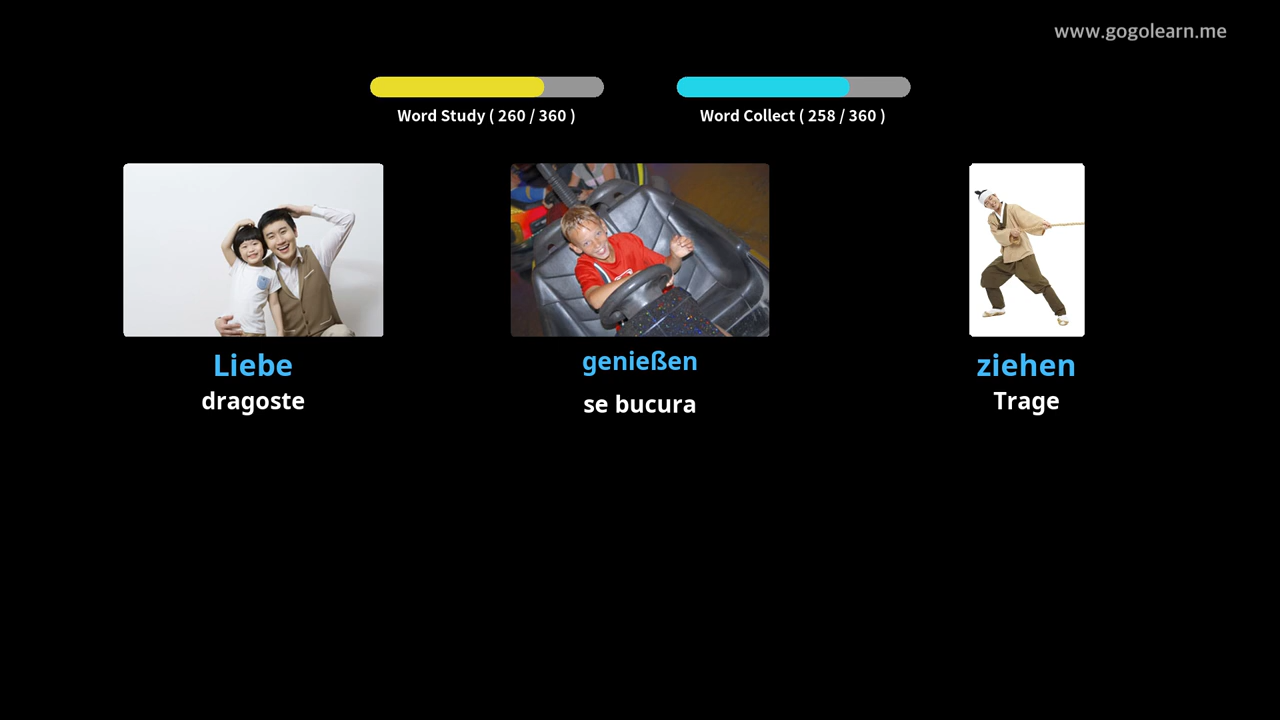 www.gogolearn.me
Word Study ( 260 / 360 )
Word Collect ( 258 / 360 )
Liebe
dragoste
genießen
se bucura
ziehen
Trage